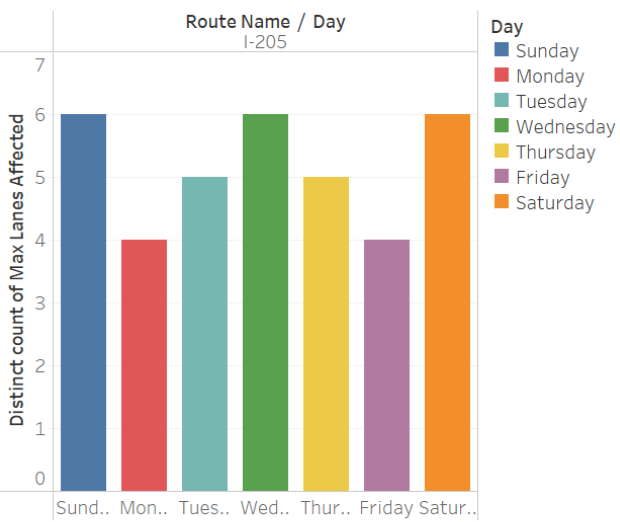 Route Name / Day
I-205
Distinct count of Max Lanes Affected
7
6
5
4
3
2
1
0
Sund.. Mon.. Tues.. Wed.. Thur.. Friday Satur..
Day
Sunday
Monday
Tuesday
Wednesday
Thursday
Friday
Saturday